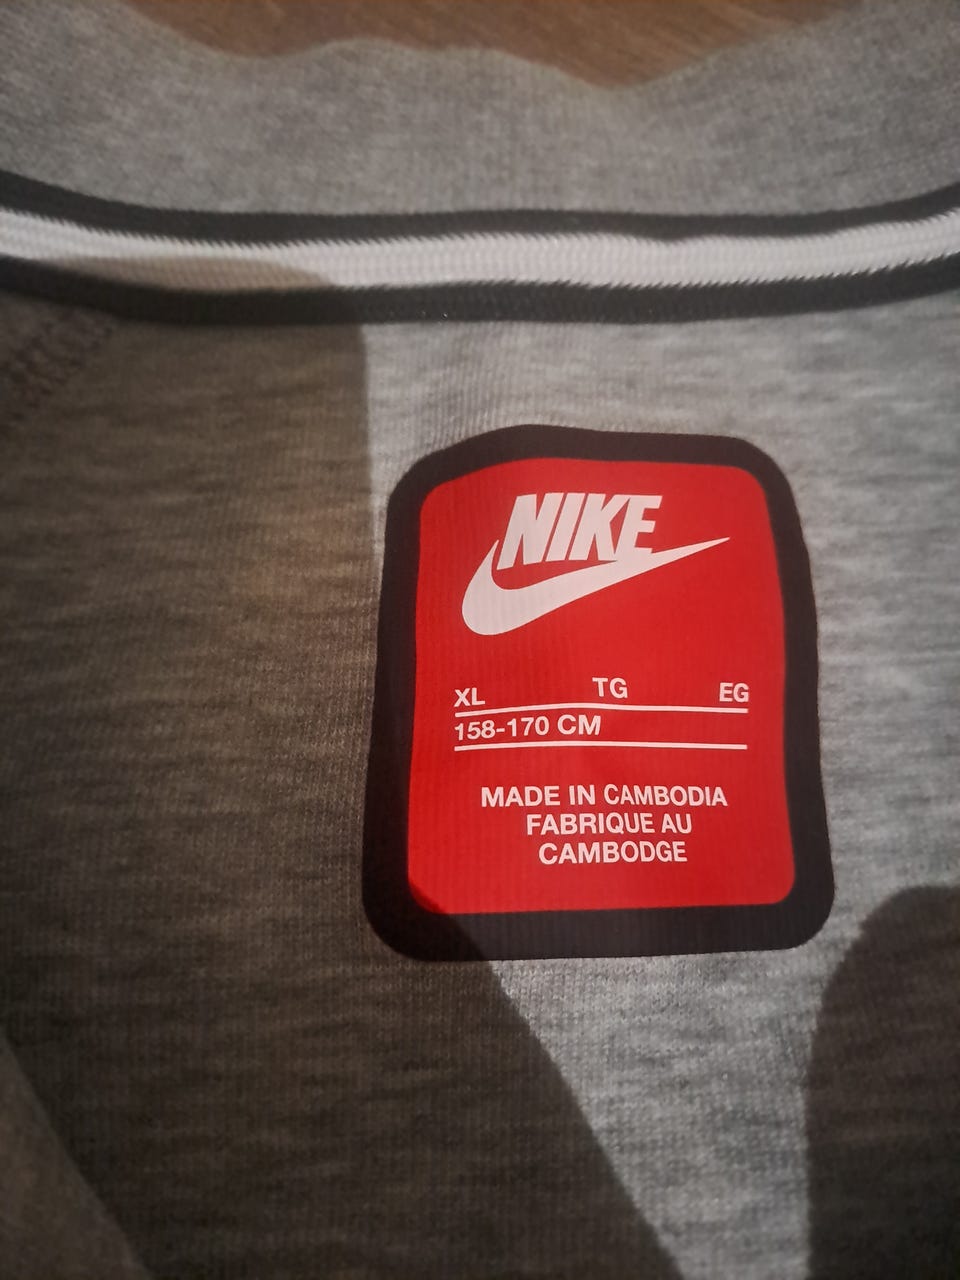 NIKE
XL TG EG
158-170 CM
MADE IN CAMBODIA
FABRIQUE AU
CAMBODGE